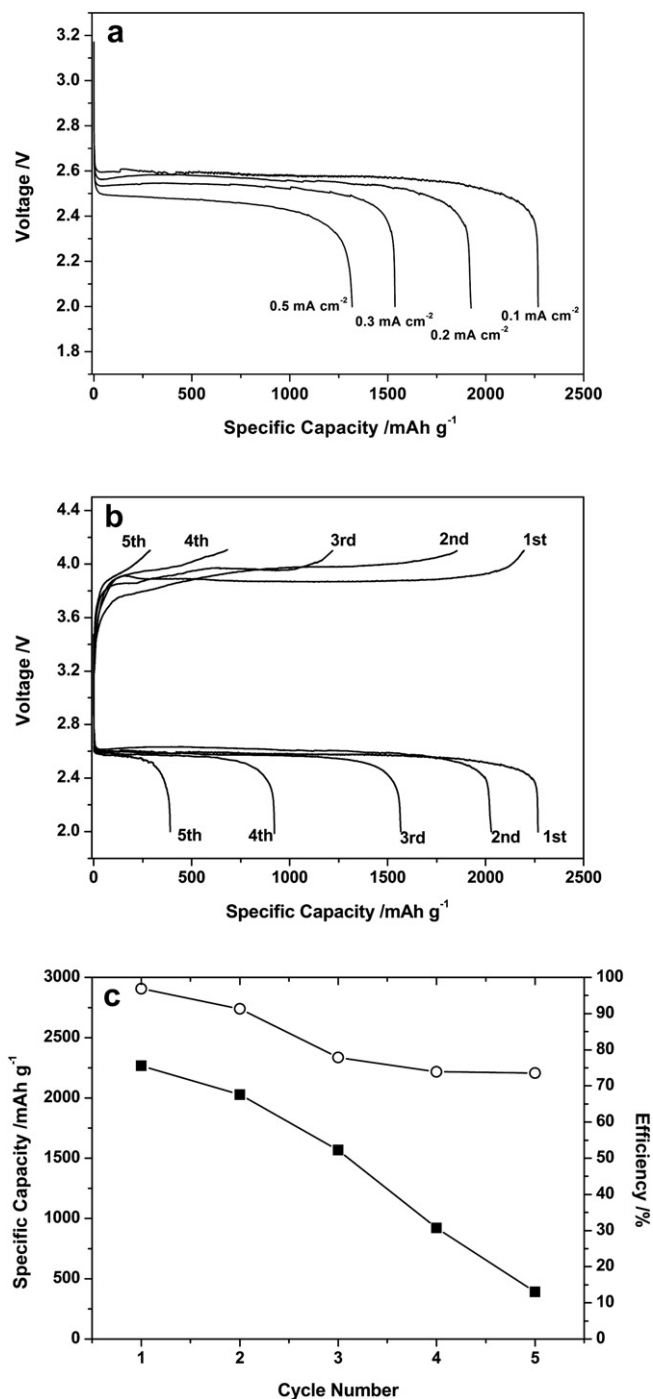 a
3.2
3.0
2.8
2.6
2.4
2.2
2.0
1.8
Voltage /V
0.5 mA cm⁻²
0.3 mA cm⁻²
0.2 mA cm⁻²
0.1 mA cm⁻²
0 500 1000 1500 2000 2500
Specific Capacity /mAh g⁻¹
b
4.4
4.0
3.6
3.2
2.8
2.4
2.0
Voltage /V
5th 4th 3rd 2nd 1st
5th 4th 3rd 2nd 1st
0 500 1000 1500 2000 2500
Specific Capacity /mAh g⁻¹
c
3000
2500
2000
1500
1000
500
0
Specific Capacity /mAh g⁻¹
100
90
80
70
60
50
40
30
20
10
0
Efficiency /%
1 2 3 4 5
Cycle Number